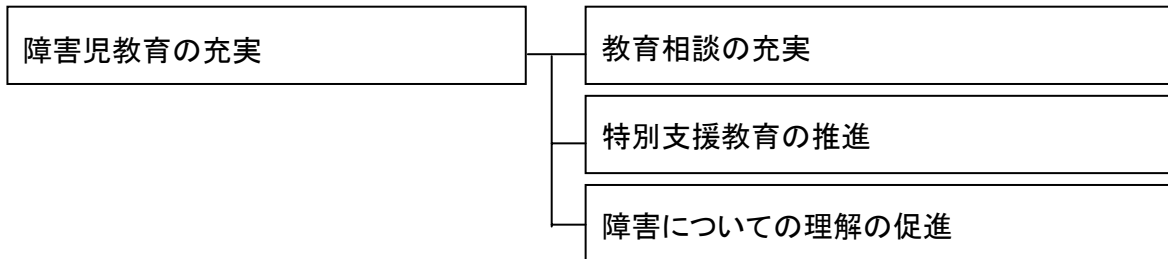 障害児教育の充実
教育相談の充実
特別支援教育の推進
障害についての理解の促進